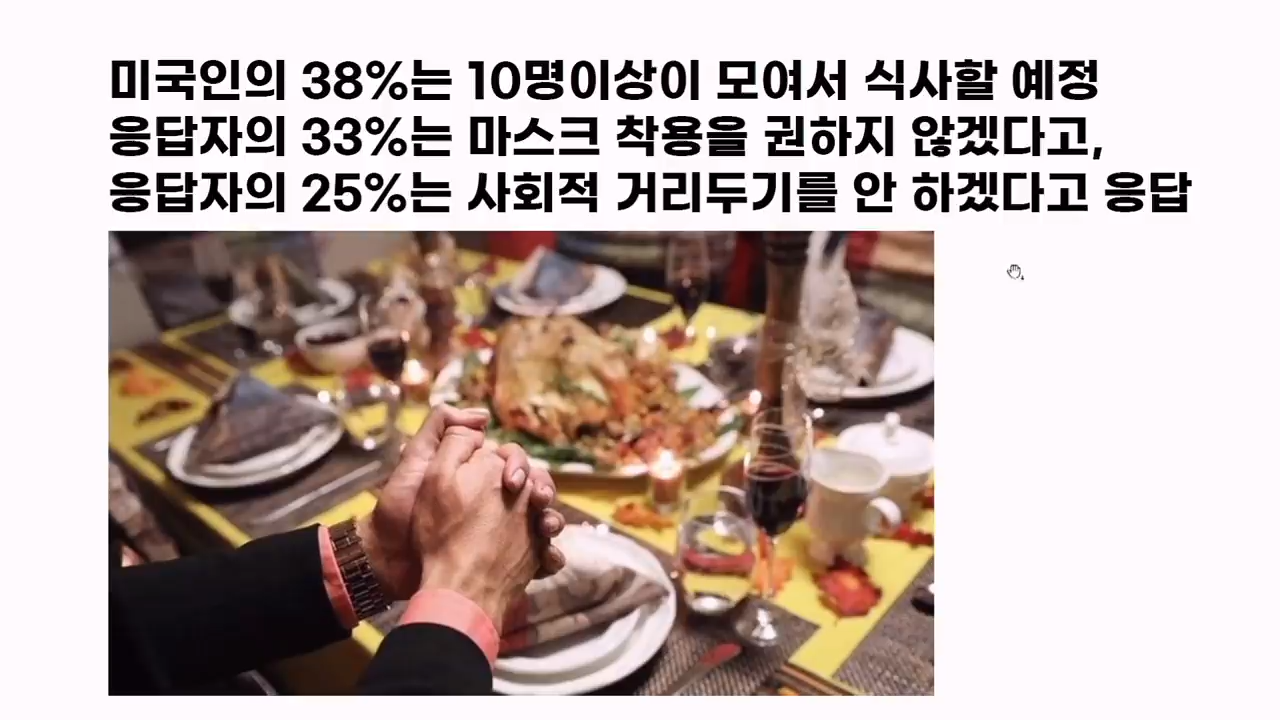 미국인의 38%는 10명이상이 모여서 식사할 예정
응답자의 33%는 마스크 착용을 권하지 않겠다고,
응답자의 25%는 사회적 거리두기를 안 하겠다고 응답